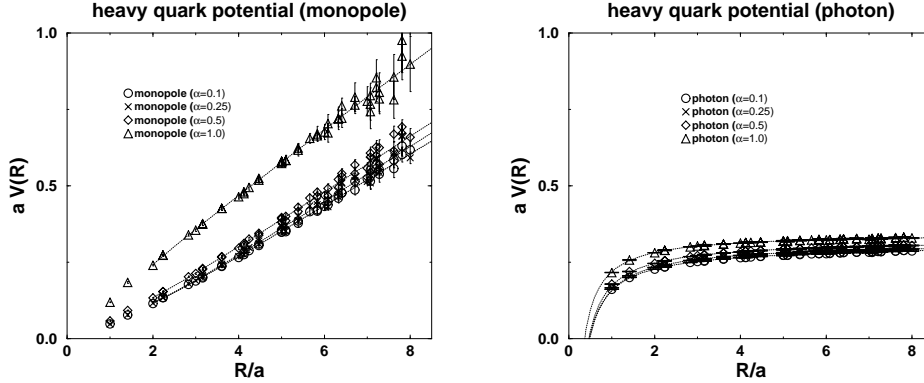 heavy quark potential (monopole)
1.0
0.5
0.0
a V(R)
monopole (α=0.1)
monopole (α=0.25)
monopole (α=0.5)
monopole (α=1.0)
0 2 4 6 8
R/a
heavy quark potential (photon)
1.0
0.5
0.0
a V(R)
photon (α=0.1)
photon (α=0.25)
photon (α=0.5)
photon (α=1.0)
0 2 4 6 8
R/a